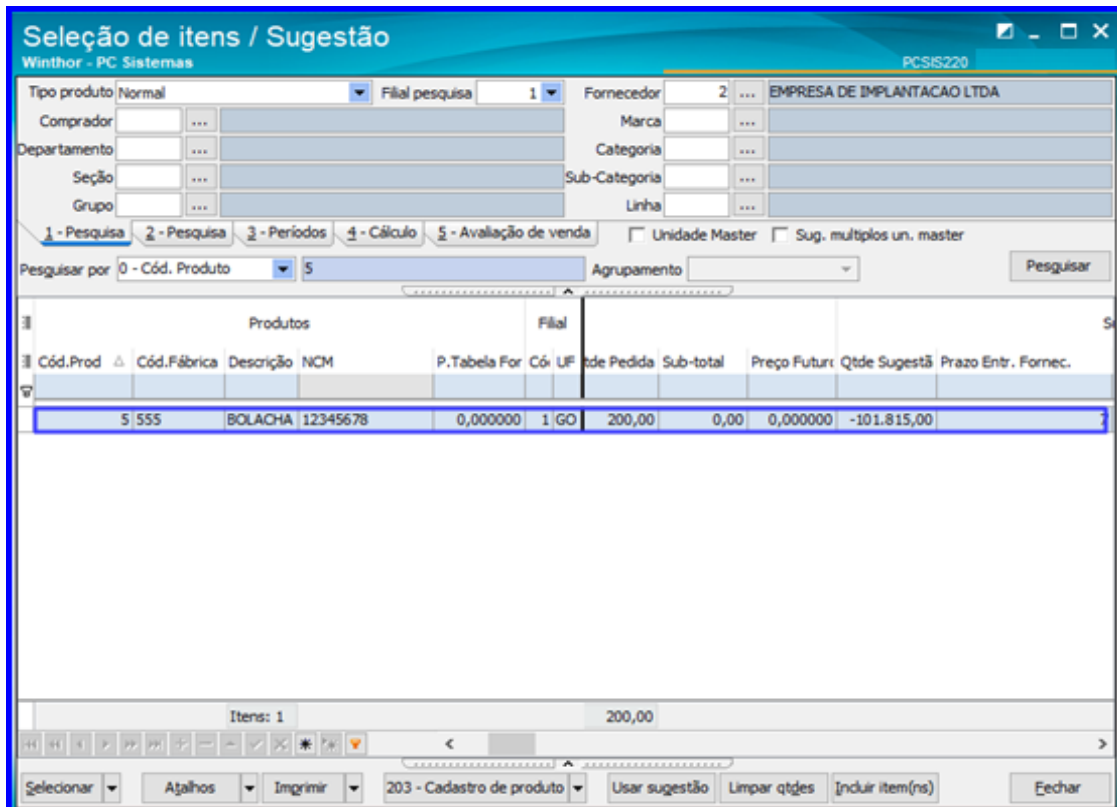 Seleção de itens / Sugestão
Winthor - PC Sistemas
PCSIS220
Tipo produto Normal Filial pesquisa 1 Fornecedor 2 ... EMPRESA DE IMPLANTACAO LTDA
Comprador ... Marca ...
Departamento ... Categoria ...
Seção ... Sub-Categoria ...
Grupo ... Linha ...
1 - Pesquisa 2 - Pesquisa 3 - Períodos 4 - Cálculo 5 - Avaliação de venda Unidade Master Sug. multiplos un. master
Pesquisar por 0 - Cód. Produto 5 Agrupamento Pesquisar
Produtos Filial
Cód.Prod Cód.Fábrica Descrição NCM P.Tabela For Có UF tde Pedida Sub-total Preço Futuro Qtde Sugestã Prazo Entr. Fornec.
5 555 BOLACHA 12345678 0,000000 1 GO 200,00 0,00 0,000000 -101.815,00
Itens: 1 200,00
Selecionar Atalhos Imprimir 203 - Cadastro de produto Usar sugestão Limpar qtdes Incluir item(ns) Fechar